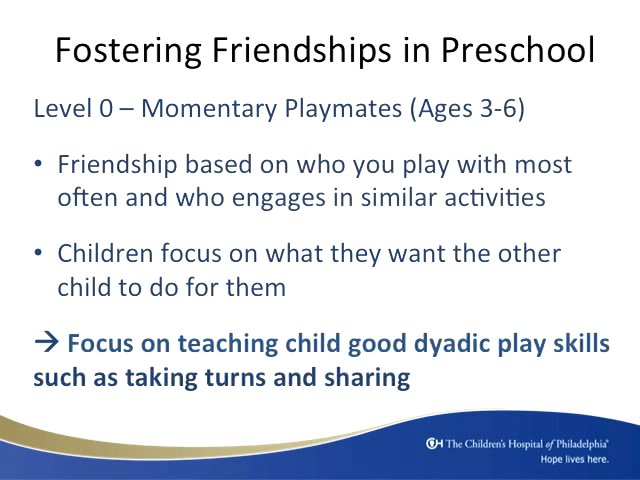 Fostering Friendships in Preschool
Level 0 – Momentary Playmates (Ages 3-6)
• Friendship based on who you play with most
often and who engages in similar activities
• Children focus on what they want the other
child to do for them
→ Focus on teaching child good dyadic play skills
such as taking turns and sharing
CH The Children's Hospital of Philadelphia®
Hope lives here.